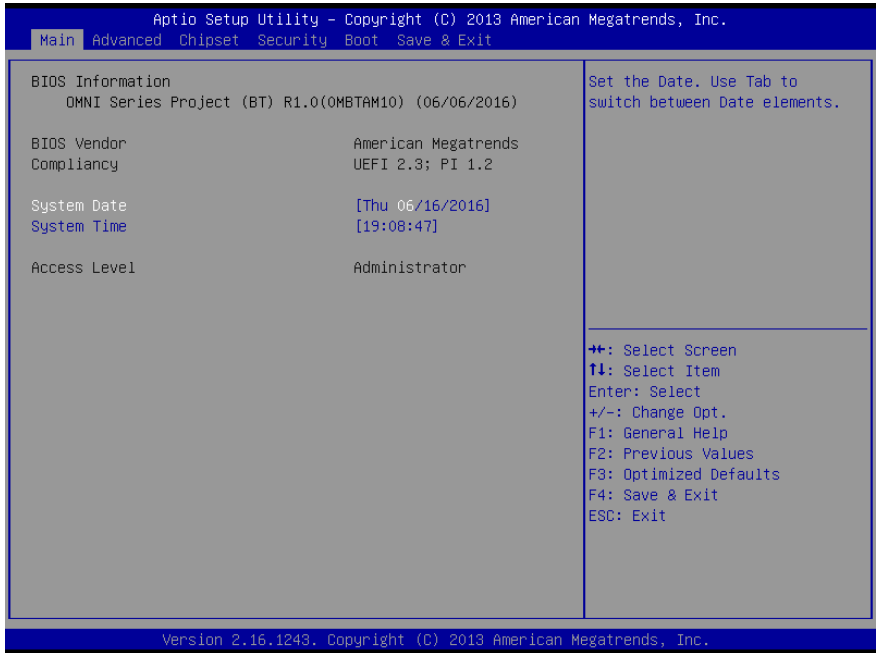 Aptio Setup Utility – Copyright (C) 2013 American Megatrends, Inc.
Main Advanced Chipset Security Boot Save & Exit
BIOS Information
OMNI Series Project (BT) R1.0(OMBTAM10) (06/06/2016)
BIOS Vendor American Megatrends
Compliancy UEFI 2.3; PI 1.2
System Date [Thu 06/16/2016]
System Time [19:08:47]
Access Level Administrator
Set the Date. Use Tab to
switch between Date elements.
→←: Select Screen
↑↓: Select Item
Enter: Select
+/-: Change Opt.
F1: General Help
F2: Previous Values
F3: Optimized Defaults
F4: Save & Exit
ESC: Exit
Version 2.16.1243. Copyright (C) 2013 American Megatrends, Inc.